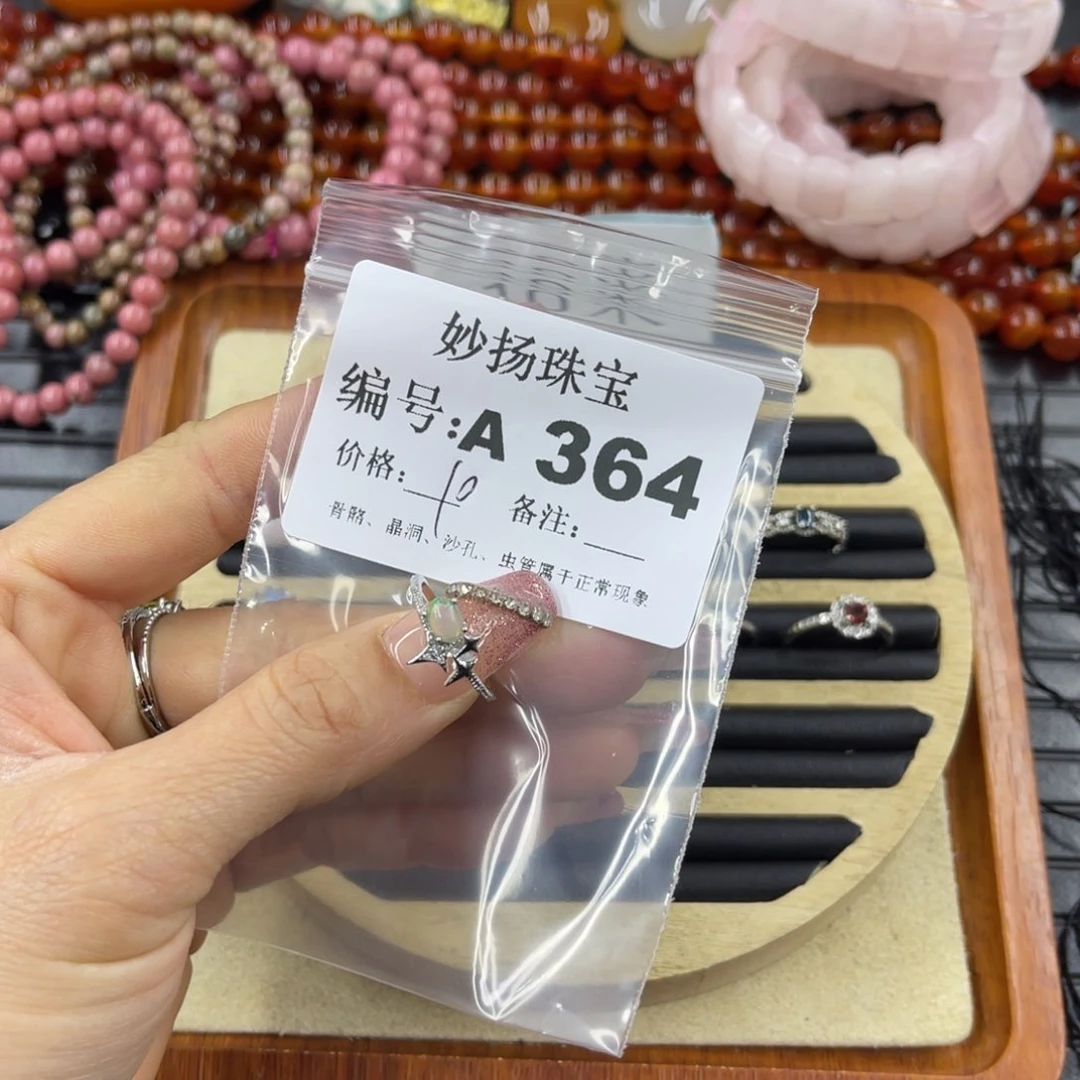 妙扬珠宝
编号:A 364
价格: 备注:
骨骼、晶洞、沙孔、虫管属于正常现象